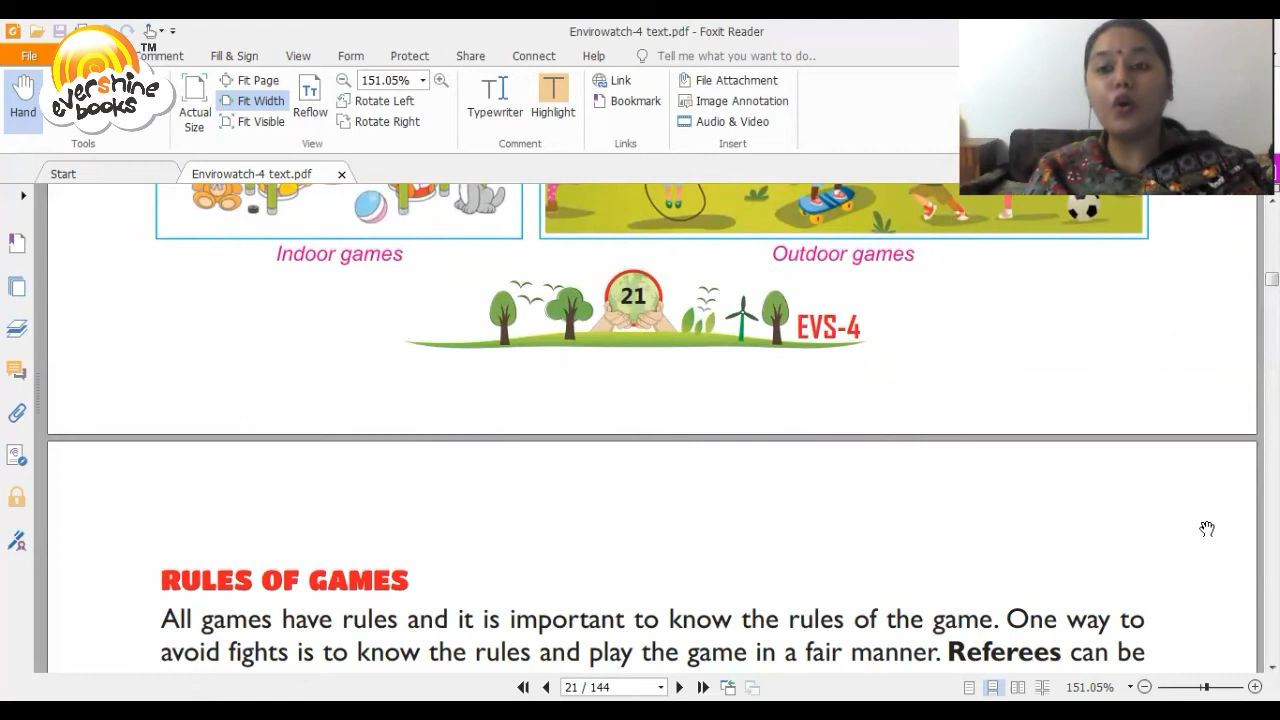 Envirowatch-4 text.pdf - Foxit Reader
File
Comment Fill & Sign View Form Protect Share Connect Help Tell me what you want to do..
TM
evershine
books
Hand
Actual
Size
Fit Page
Fit Width
Fit Visible
Reflow
151.05%
Rotate Left
Rotate Right
Typewriter
Highlight
Link
Bookmark
File Attachment
Image Annotation
Audio & Video
Tools View Comment Links Insert
Start Envirowatch-4 text.pdf
Indoor games Outdoor games
21
EVS-4
RULES OF GAMES
All games have rules and it is important to know the rules of the game. One way to
avoid fights is to know the rules and play the game in a fair manner. Referees can be
21 / 144 151.05%